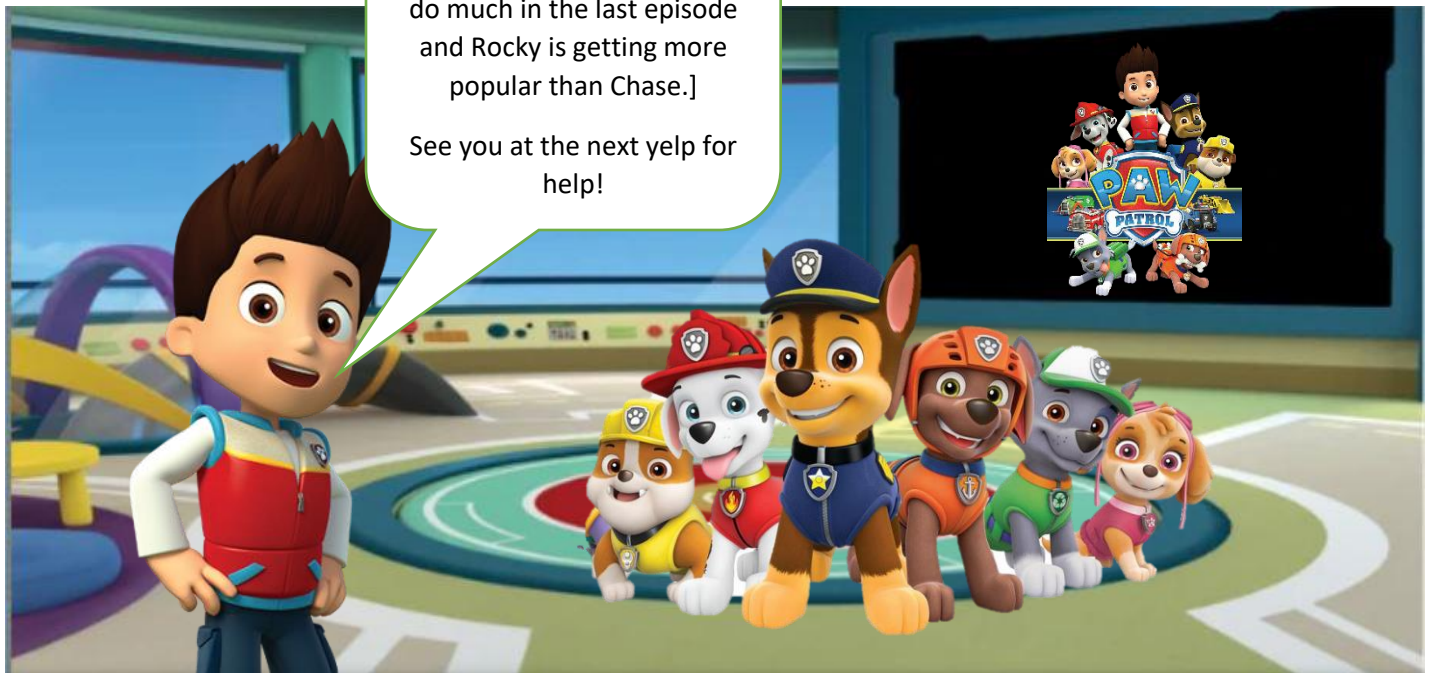 do much in the last episode
and Rocky is getting more
popular than Chase.]
See you at the next yelp for
help!
PAW
PATROL